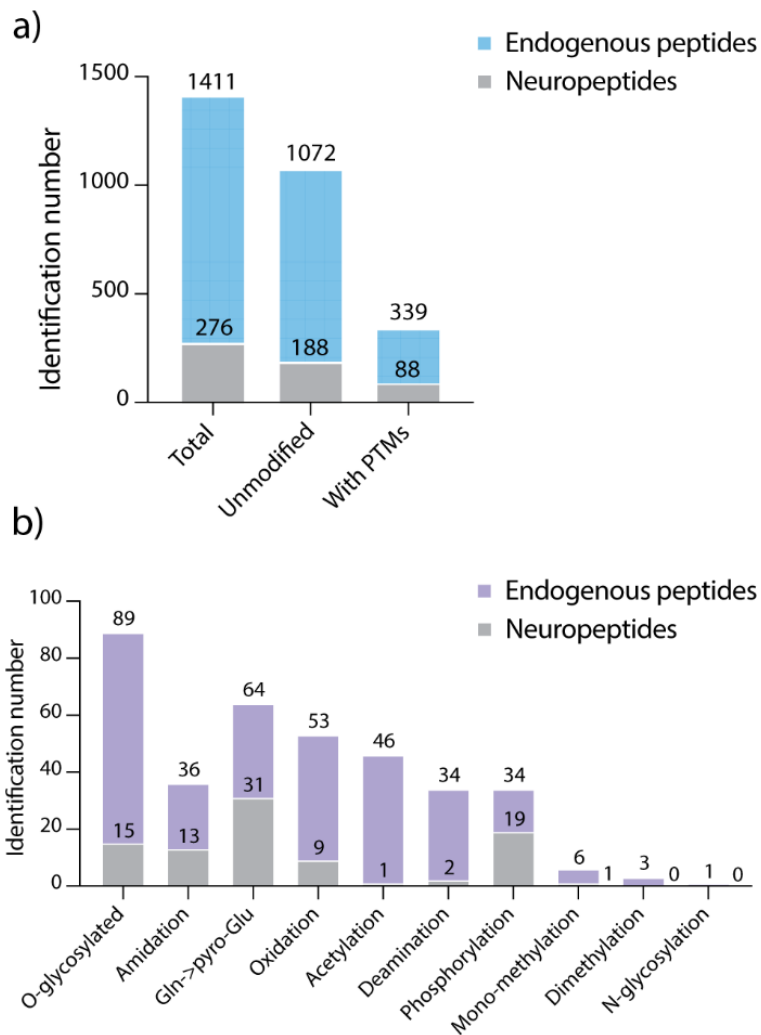 a)
Endogenous peptides
Neuropeptides
Identification number
1500
1000
500
0
1411
276
1072
188
339
88
Total
Unmodified
With PTMs
b)
Endogenous peptides
Neuropeptides
Identification number
100
80
60
40
20
0
89
15
36
13
64
31
53
9
46
1
34
2
34
19
6
1
3
0
1
0
O-glycosylated
Amidation
Gln->pyro-Glu
Oxidation
Acetylation
Deamination
Phosphorylation
Mono-methylation
Dimethylation
N-glycosylation